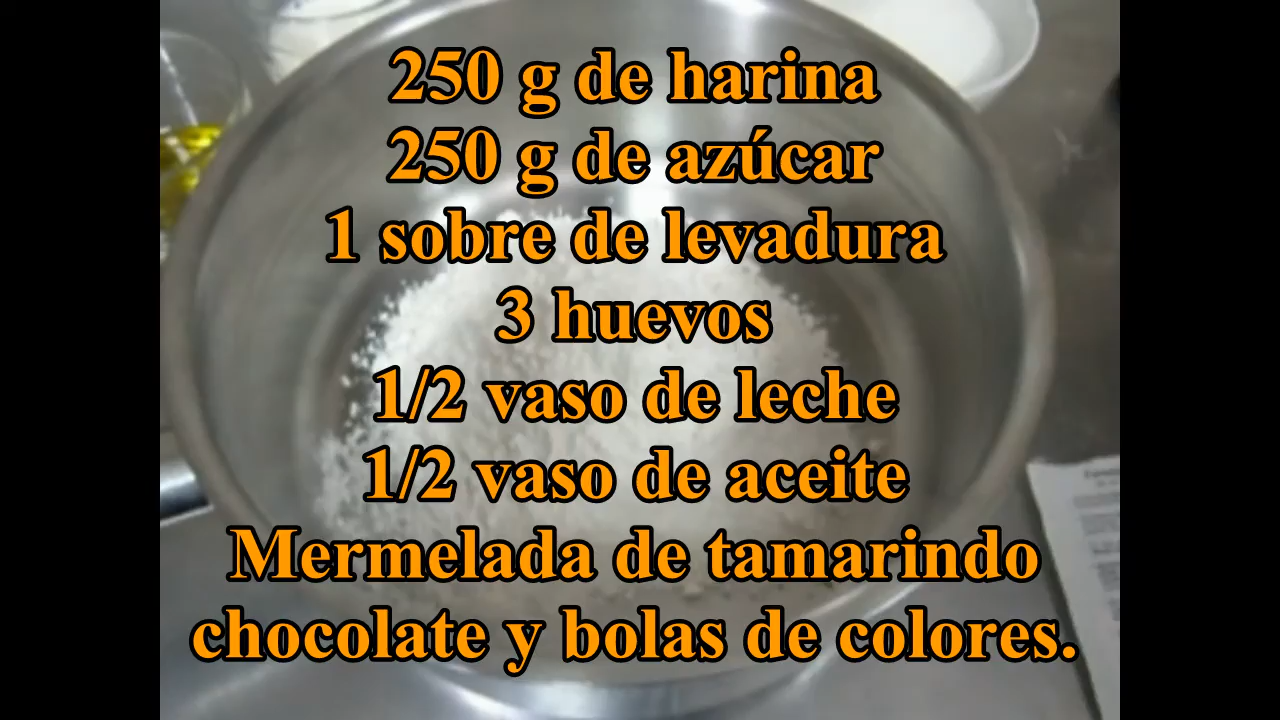 250 g de harina
250 g de azúcar
1 sobre de levadura
3 huevos
1/2 vaso de leche
1/2 vaso de aceite
Mermelada de tamarindo
chocolate y bolas de colores.